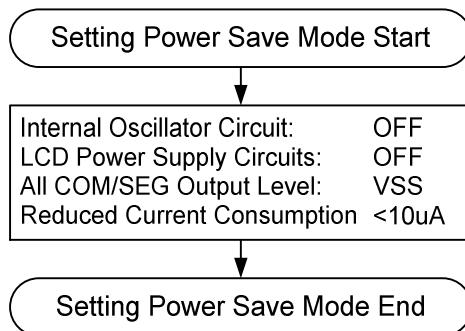 Setting Power Save Mode Start
Internal Oscillator Circuit: OFF
LCD Power Supply Circuits: OFF
All COM/SEG Output Level: VSS
Reduced Current Consumption <10uA
Setting Power Save Mode End